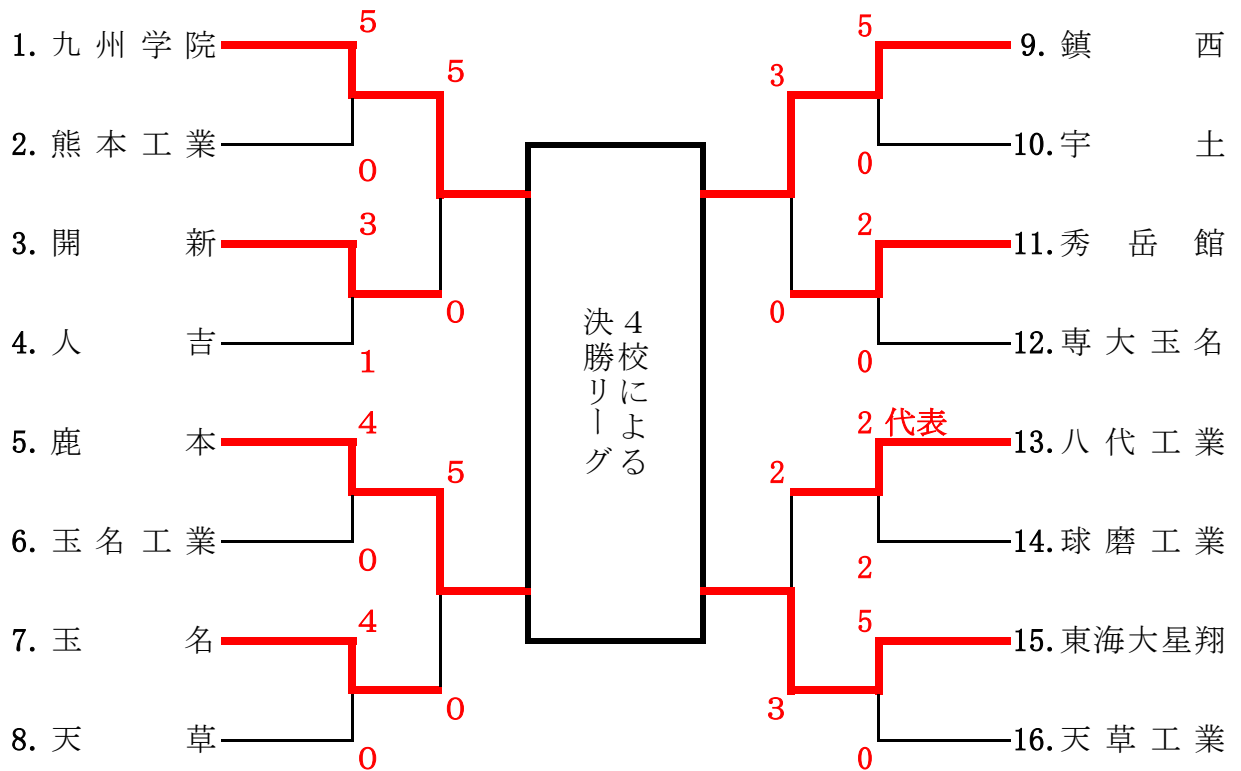 1. 九州学院
2. 熊本工業
3. 開新
4. 人吉
5. 鹿本
6. 玉名工業
7. 玉名
8. 天草
5
0
3
1
4
0
4
0
5
0
5
0
4校による
決勝リーグ
3
0
2
3
5
0
2
0
2 代表
2
5
0
9. 鎮西
10. 宇土
11. 秀岳館
12. 専大玉名
13. 八代工業
14. 球磨工業
15. 東海大星翔
16. 天草工業